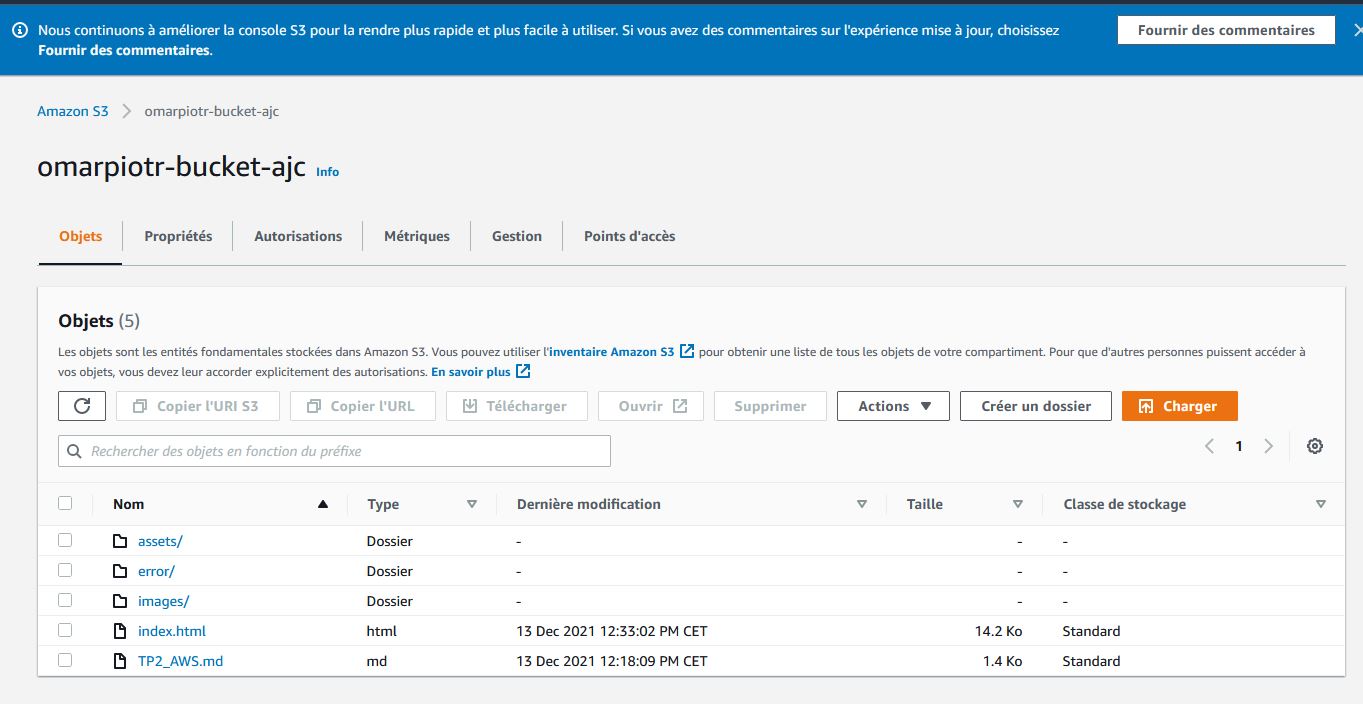 Nous continuons à améliorer la console S3 pour la rendre plus rapide et plus facile à utiliser. Si vous avez des commentaires sur l'expérience mise à jour, choisissez
Fournir des commentaires.
Fournir des commentaires
Amazon S3 > omarpiotr-bucket-ajc
omarpiotr-bucket-ajc Info
Objets Propriétés Autorisations Métriques Gestion Points d'accès
Objets (5)
Les objets sont les entités fondamentales stockées dans Amazon S3. Vous pouvez utiliser l'inventaire Amazon S3 pour obtenir une liste de tous les objets de votre compartiment. Pour que d'autres personnes puissent accéder à
vos objets, vous devez leur accorder explicitement des autorisations. En savoir plus
Copier l'URI S3 Copier l'URL Télécharger Ouvrir Supprimer Actions Créer un dossier Charger
Rechercher des objets en fonction du préfixe
1
Nom Type Dernière modification Taille Classe de stockage
assets/ Dossier - - -
error/ Dossier - - -
images/ Dossier - - -
index.html html 13 Dec 2021 12:33:02 PM CET 14.2 Ko Standard
TP2_AWS.md md 13 Dec 2021 12:18:09 PM CET 1.4 Ko Standard